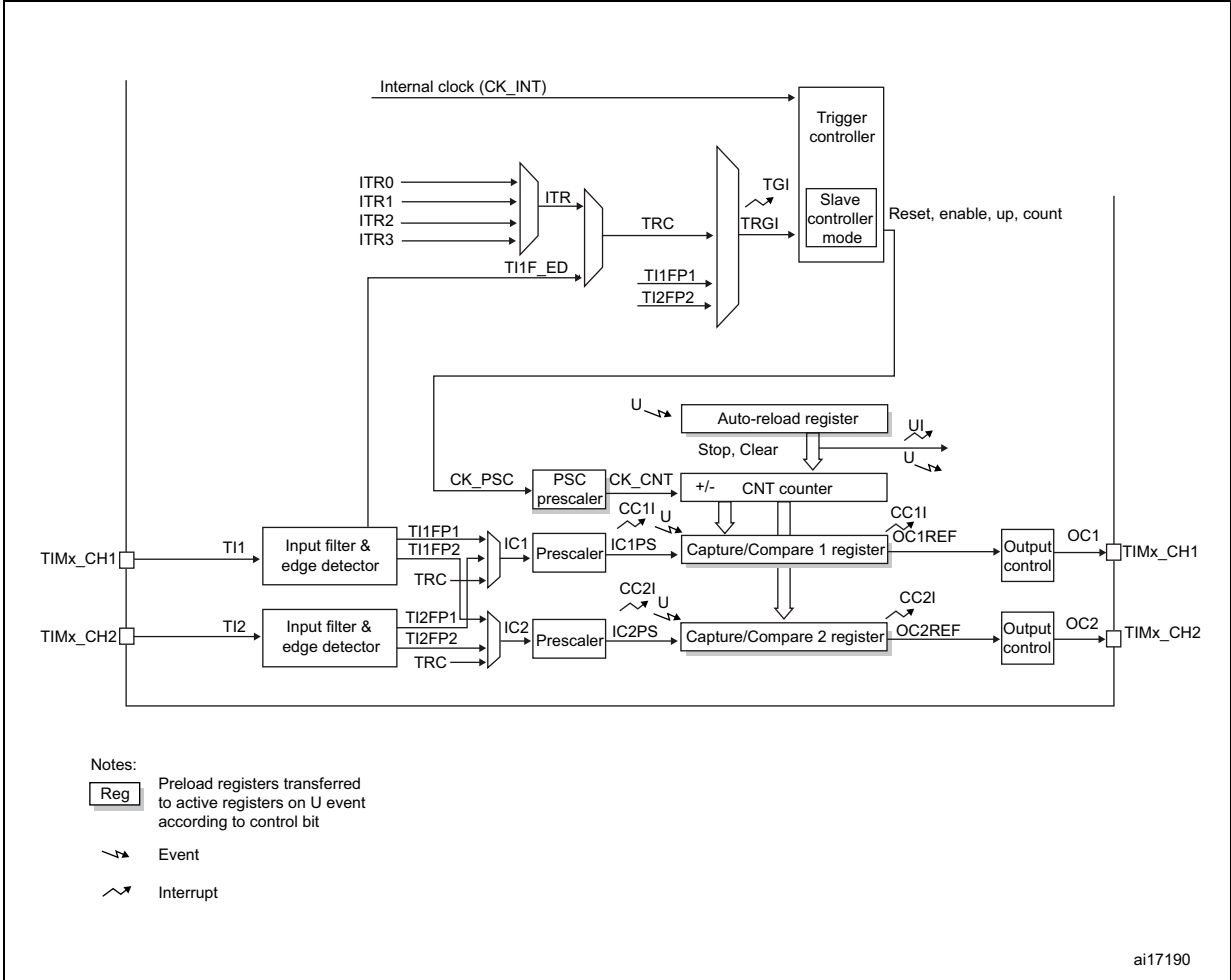 Internal clock (CK_INT)
Trigger
controller
ITR0
ITR1
ITR2
ITR3
ITR
TI1F_ED
TRC
TI1FP1
TI2FP2
TGI
TRGI
Slave
controller
mode
Reset, enable, up, count
U
Auto-reload register
UI
Stop, Clear
U
CK_PSC
PSC
prescaler
CK_CNT
+/-
CNT counter
TIMx_CH1
TI1
Input filter &
edge detector
TI1FP1
TI1FP2
TRC
IC1
Prescaler
CC1I
U
IC1PS
Capture/Compare 1 register
CC1I
OC1REF
Output
control
OC1
TIMx_CH1
TIMx_CH2
TI2
Input filter &
edge detector
TI2FP1
TI2FP2
TRC
IC2
Prescaler
CC2I
U
IC2PS
Capture/Compare 2 register
CC2I
OC2REF
Output
control
OC2
TIMx_CH2
Notes:
Reg
Preload registers transferred
to active registers on U event
according to control bit
Event
Interrupt
ai17190